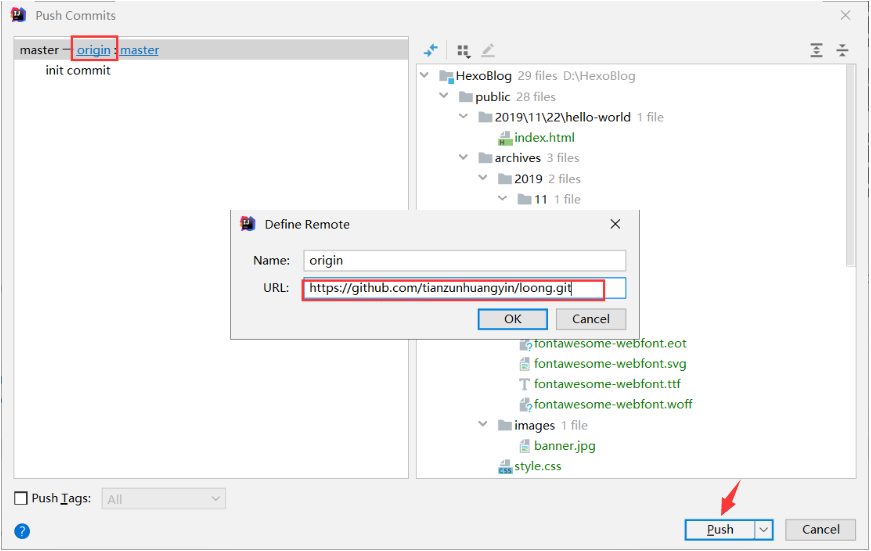 Push Commits
master — origin : master
init commit
HexoBlog 29 files D:\HexoBlog
public 28 files
2019\11\22\hello-world 1 file
index.html
archives 3 files
2019 2 files
11 1 file
Define Remote
Name: origin
URL: https://github.com/tianzunhuangyin/loong.git
OK Cancel
fontawesome-webfont.eot
fontawesome-webfont.svg
fontawesome-webfont.ttf
fontawesome-webfont.woff
images 1 file
banner.jpg
style.css
Push Tags: All
Push Cancel